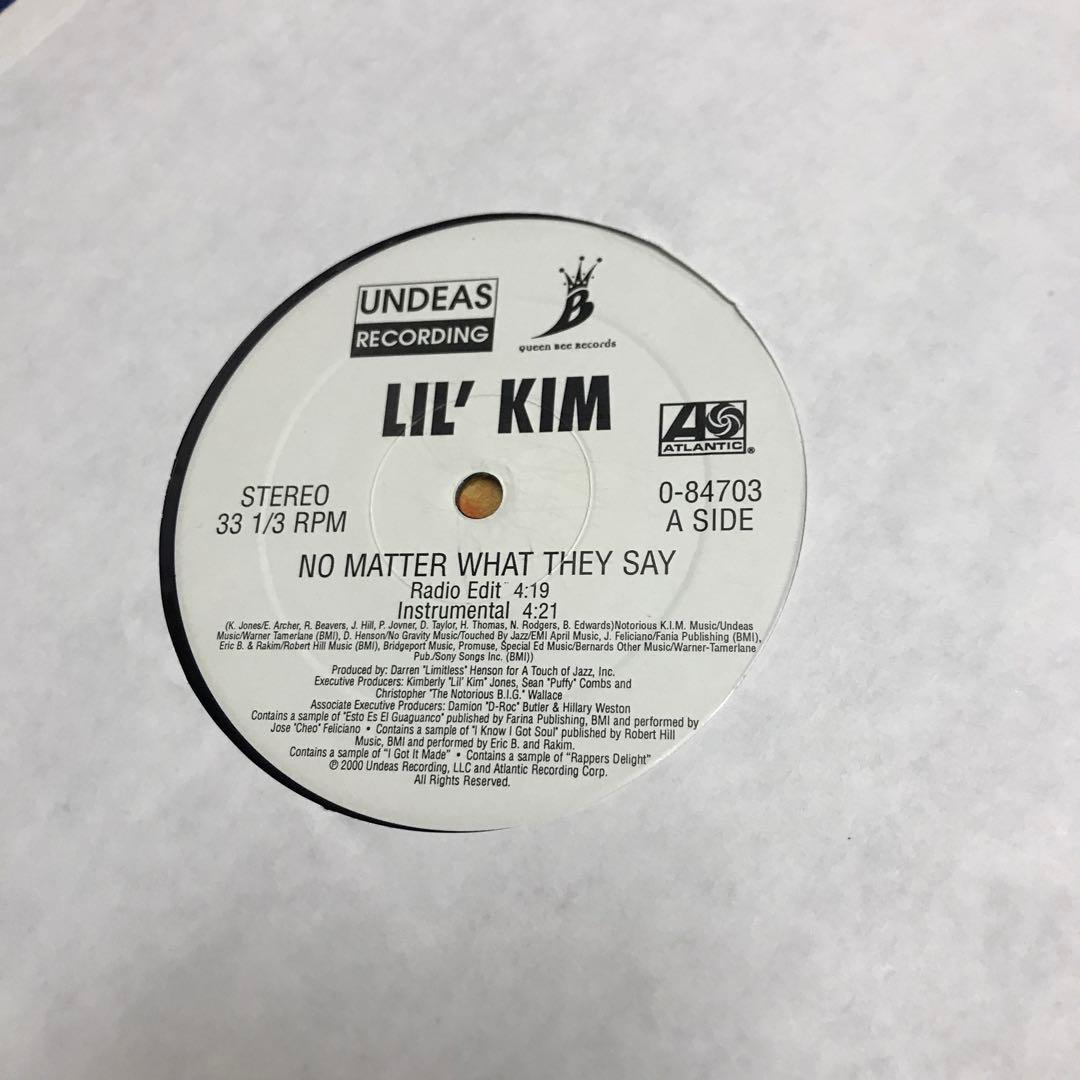 UNDEAS
RECORDING
B
Queen Bee Records
LIL' KIM
A
ATLANTIC®
STEREO
33 1/3 RPM
0-84703
A SIDE
NO MATTER WHAT THEY SAY
Radio Edit 4:19
Instrumental 4:21
(K. Jones/E. Archer, R. Beavers, J. Hill, P. Jovner, D. Taylor, H. Thomas, N. Rodgers, B. Edwards)Notorious K.I.M. Music/Undeas
Music/Warner Tamerlane (BMI), D. Henson/No Gravity Music/Touched By Jazz/EMI April Music, J. Feliciano/Fania Publishing (BMI),
Eric B. & Rakim/Robert Hill Music (BMI), Bridgeport Music, Promuse, Special Ed Music/Bernards Other Music/Warner-Tamerlane
Pub./Sony Songs Inc. (BMI))
Produced by: Darren "Limitless" Henson for A Touch of Jazz, Inc.
Executive Producers: Kimberly "Lil' Kim" Jones, Sean "Puffy" Combs and
Christopher "The Notorious B.I.G." Wallace
Associate Executive Producers: Damion "D-Roc" Butler & Hillary Weston
Contains a sample of "Esto Es El Guaguanco" published by Farina Publishing, BMI and performed by
Jose "Cheo" Feliciano • Contains a sample of "I Know I Got Soul" published by Robert Hill
Music, BMI and performed by Eric B. and Rakim.
Contains a sample of "I Got It Made" • Contains a sample of "Rappers Delight"
℗ 2000 Undeas Recording, LLC and Atlantic Recording Corp.
All Rights Reserved.